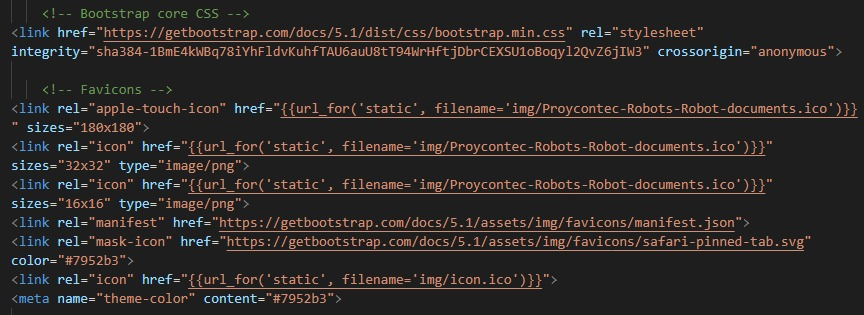 <!-- Bootstrap core CSS -->
<link href="https://getbootstrap.com/docs/5.1/dist/css/bootstrap.min.css" rel="stylesheet"
integrity="sha384-1BmE4kWBq78iYhFldvKuhfTAU6auU8tT94WrHftjDbrCEXSU1oBoqyl2QvZ6jIW3" crossorigin="anonymous">
<!-- Favicons -->
<link rel="apple-touch-icon" href="{{url_for('static', filename='img/Proycontec-Robots-Robot-documents.ico')}}
" sizes="180x180">
<link rel="icon" href="{{url_for('static', filename='img/Proycontec-Robots-Robot-documents.ico')}}"
sizes="32x32" type="image/png">
<link rel="icon" href="{{url_for('static', filename='img/Proycontec-Robots-Robot-documents.ico')}}"
sizes="16x16" type="image/png">
<link rel="manifest" href="https://getbootstrap.com/docs/5.1/assets/img/favicons/manifest.json">
<link rel="mask-icon" href="https://getbootstrap.com/docs/5.1/assets/img/favicons/safari-pinned-tab.svg"
color="#7952b3">
<link rel="icon" href="{{url_for('static', filename='img/icon.ico')}}">
<meta name="theme-color" content="#7952b3">